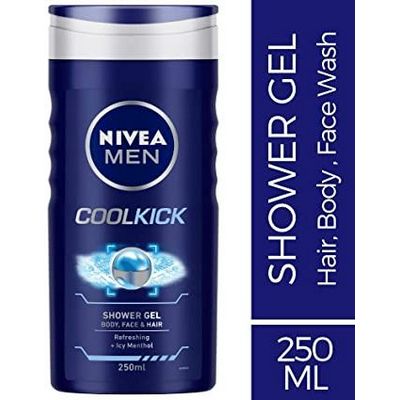 NIVEA
MEN
COOLKICK
SHOWER GEL
BODY, FACE & HAIR
Refreshing
+ Icy Menthol
250ml
SHOWER GEL
Hair, Body , Face Wash
250
ML